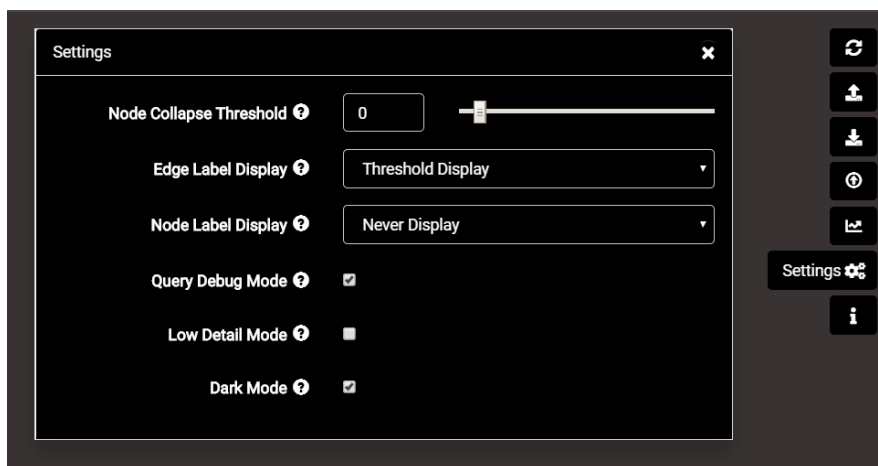 Settings
Node Collapse Threshold ?
0
Edge Label Display ?
Threshold Display
Node Label Display ?
Never Display
Query Debug Mode ?
Low Detail Mode ?
Dark Mode ?
Settings